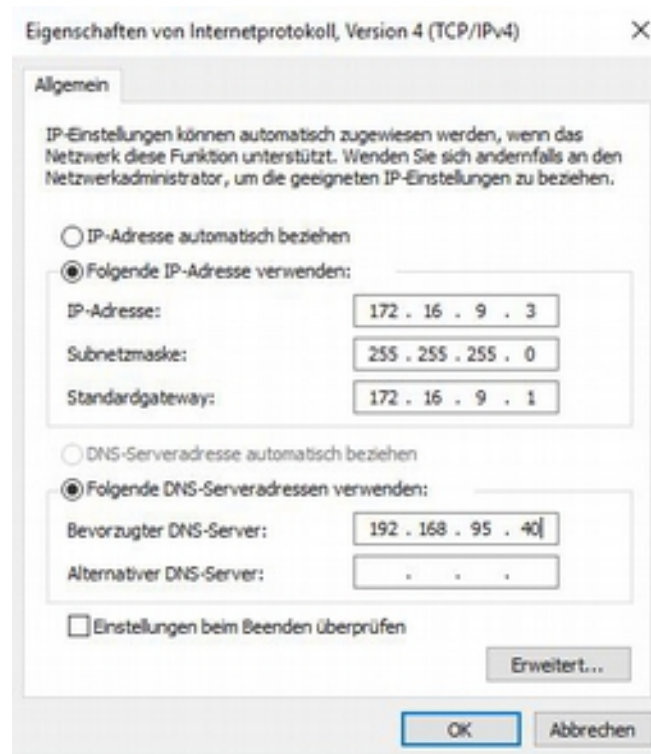 Eigenschaften von Internetprotokoll, Version 4 (TCP/IPv4)
Allgemein
IP-Einstellungen können automatisch zugewiesen werden, wenn das
Netzwerk diese Funktion unterstützt. Wenden Sie sich andernfalls an den
Netzwerkadministrator, um die geeigneten IP-Einstellungen zu beziehen.
IP-Adresse automatisch beziehen
Folgende IP-Adresse verwenden:
IP-Adresse: 172 . 16 . 9 . 3
Subnetzmaske: 255 . 255 . 255 . 0
Standardgateway: 172 . 16 . 9 . 1
DNS-Serveradresse automatisch beziehen
Folgende DNS-Serveradressen verwenden:
Bevorzugter DNS-Server: 192 . 168 . 95 . 40
Alternativer DNS-Server: . . .
Einstellungen beim Beenden überprüfen
Erweitert...
OK Abbrechen